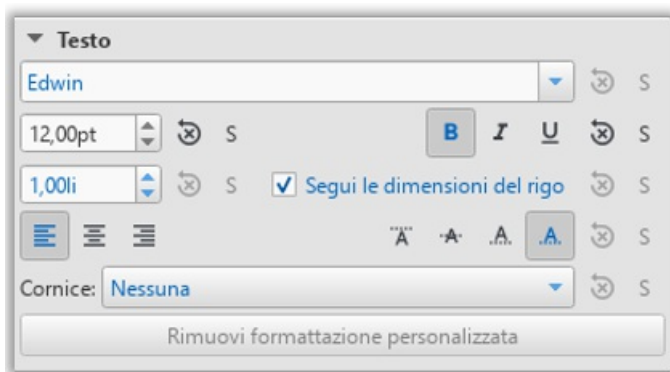 Testo
Edwin S
12,00pt S B I U S
1,00li S Segui le dimensioni del rigo S
A A A A S
Cornice: Nessuna S
Rimuovi formattazione personalizzata